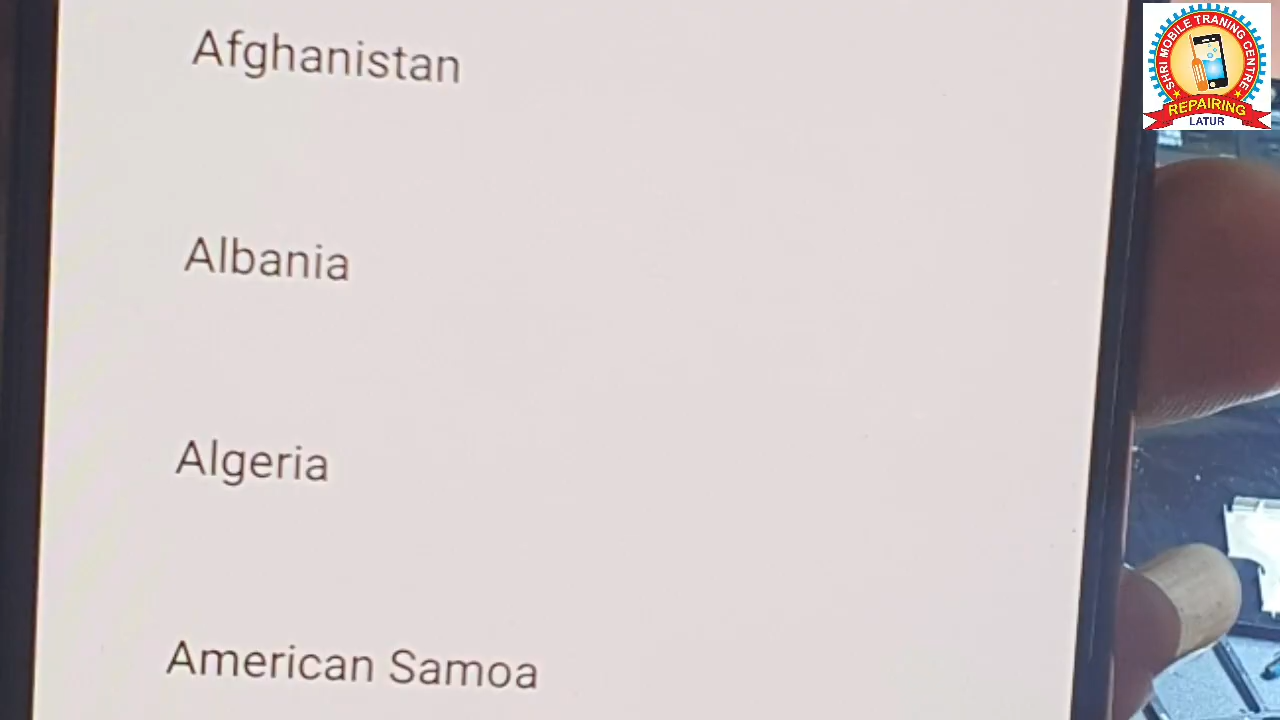 Afghanistan
Albania
Algeria
American Samoa
SHRI MOBILE TRANING CENTRE
REPAIRING
LATUR